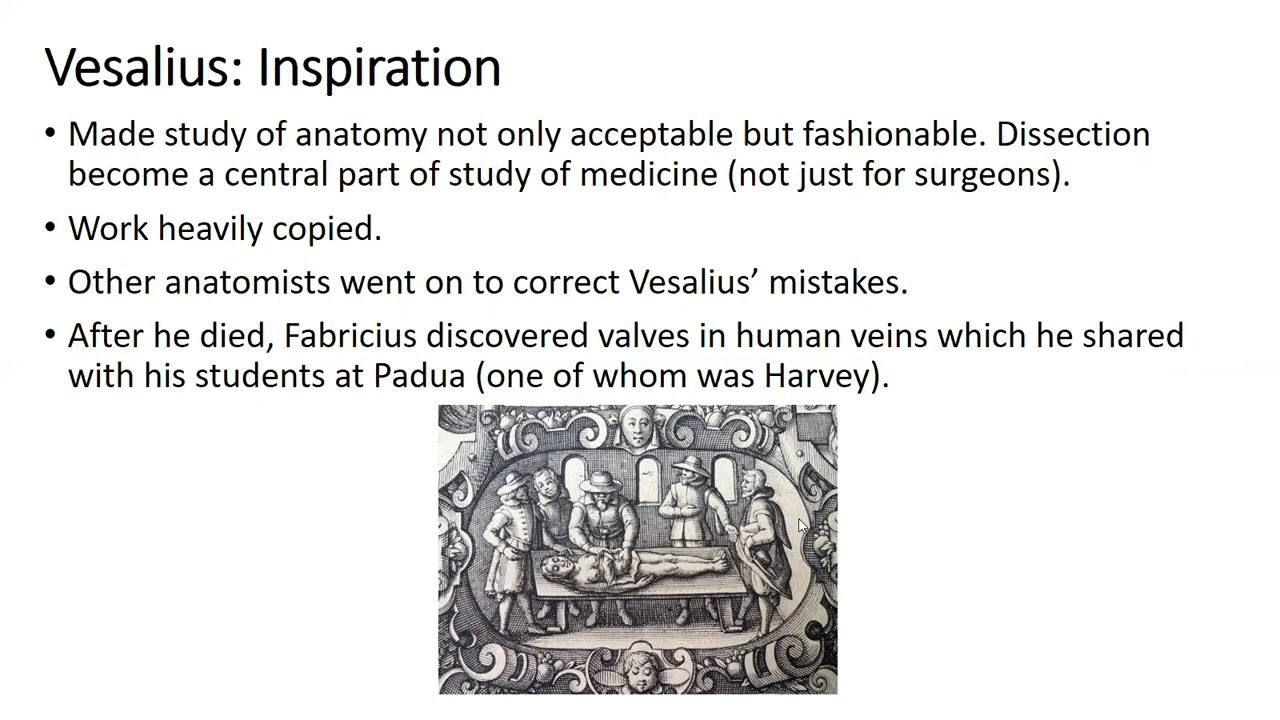 Vesalius: Inspiration
• Made study of anatomy not only acceptable but fashionable. Dissection
become a central part of study of medicine (not just for surgeons).
• Work heavily copied.
• Other anatomists went on to correct Vesalius’ mistakes.
• After he died, Fabricius discovered valves in human veins which he shared
with his students at Padua (one of whom was Harvey).